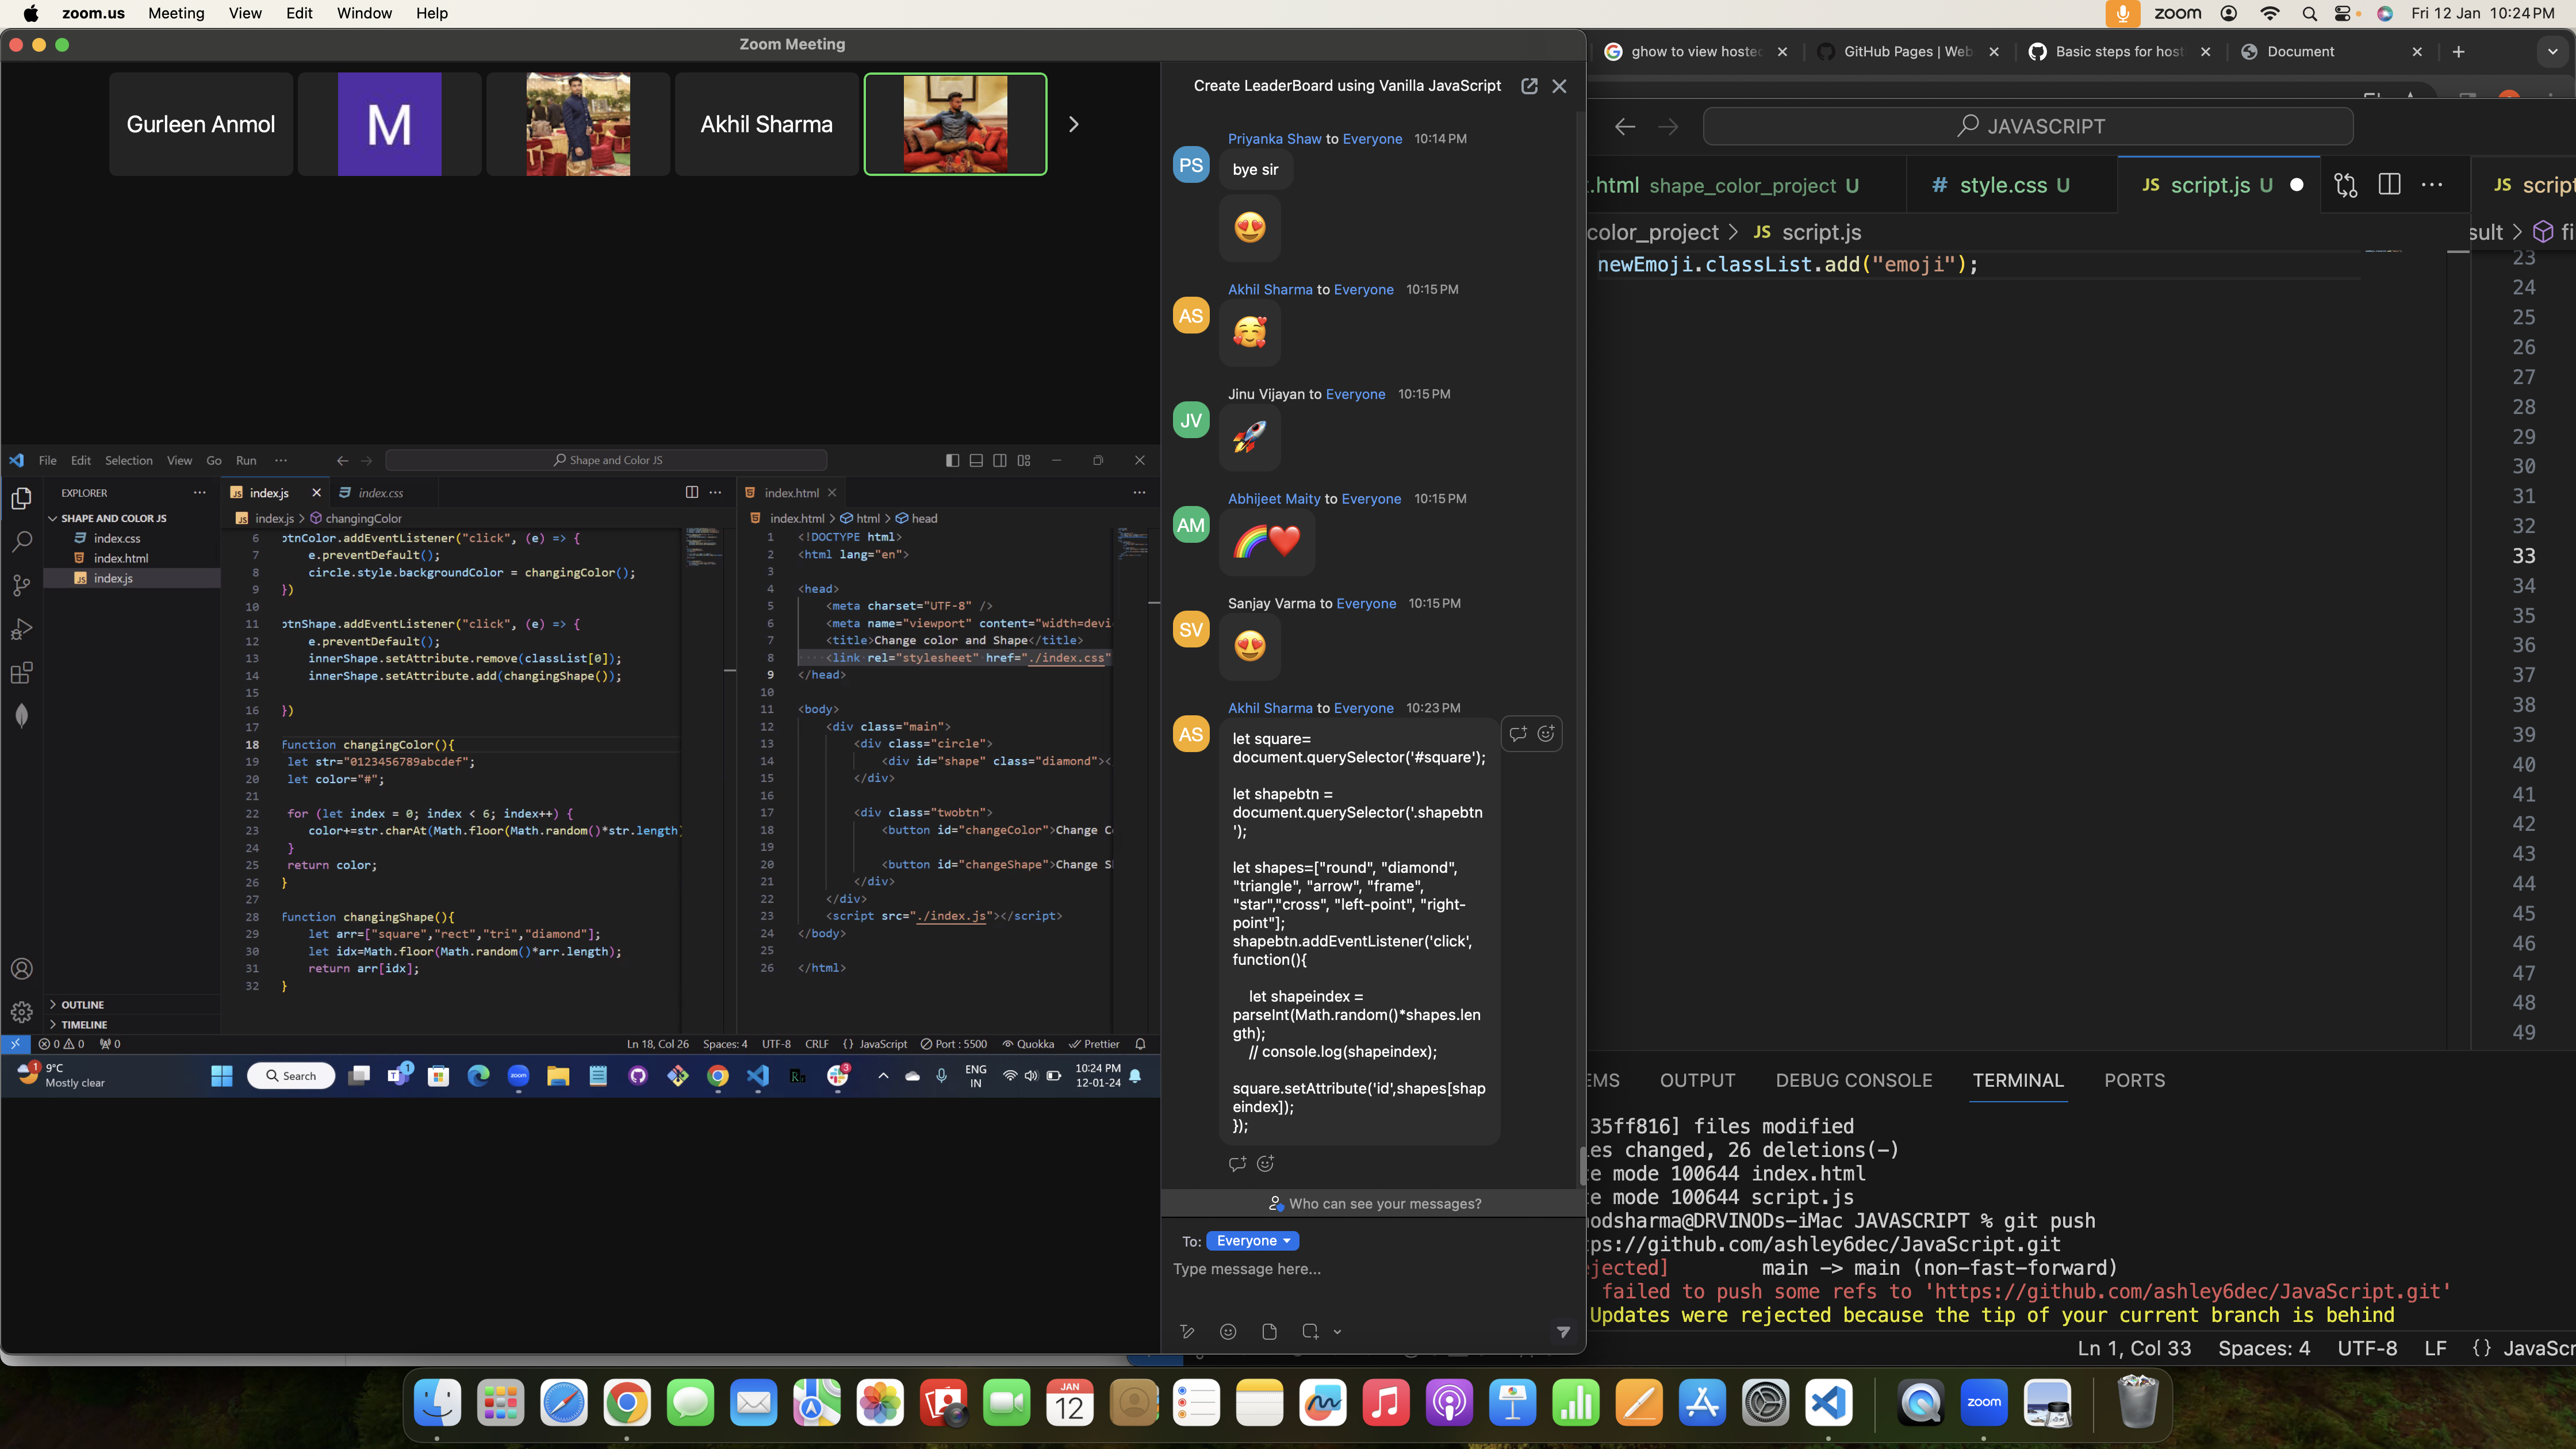 zoom.us Meeting View Edit Window Help
zoom Fri 12 Jan 10:24 PM
Zoom Meeting
ghow to view hostec
GitHub Pages | Web
Basic steps for host
Document
Gurleen Anmol
M
Akhil Sharma
Create LeaderBoard using Vanilla JavaScript
Priyanka Shaw to Everyone 10:14 PM
PS
bye sir
😍
Akhil Sharma to Everyone 10:15 PM
AS
🥰
Jinu Vijayan to Everyone 10:15 PM
JV
🚀
Abhijeet Maity to Everyone 10:15 PM
AM
🌈❤️
Sanjay Varma to Everyone 10:15 PM
SV
😍
Akhil Sharma to Everyone 10:23 PM
AS
let square=
document.querySelector('#square');
let shapebtn =
document.querySelector('.shapebtn
');
let shapes=["round", "diamond",
"triangle", "arrow", "frame",
"star","cross", "left-point", "right-
point"];
shapebtn.addEventListener('click',
function(){
let shapeindex =
parseInt(Math.random()*shapes.len
gth);
// console.log(shapeindex);
square.setAttribute('id',shapes[shap
eindex]);
});
Who can see your messages?
To: Everyone
Type message here...
File Edit Selection View Go Run ···
Shape and Color JS
EXPLORER
SHAPE AND COLOR JS
index.css
index.html
index.js
OUTLINE
TIMELINE
JS index.js
index.css
JS index.js > changingColor
6 btnColor.addEventListener("click", (e) => {
7 e.preventDefault();
8 circle.style.backgroundColor = changingColor();
9 })
10
11 btnShape.addEventListener("click", (e) => {
12 e.preventDefault();
13 innerShape.setAttribute.remove(classList[0]);
14 innerShape.setAttribute.add(changingShape());
15
16 })
17
18 function changingColor(){
19 let str="0123456789abcdef";
20 let color="#";
21
22 for (let index = 0; index < 6; index++) {
23 color+=str.charAt(Math.floor(Math.random()*str.length)
24 }
25 return color;
26 }
27
28 function changingShape(){
29 let arr=["square","rect","tri","diamond"];
30 let idx=Math.floor(Math.random()*arr.length);
31 return arr[idx];
32 }
index.html
index.html > html > head
1 <!DOCTYPE html>
2 <html lang="en">
3
4 <head>
5 <meta charset="UTF-8" />
6 <meta name="viewport" content="width=devi
7 <title>Change color and Shape</title>
8 <link rel="stylesheet" href="./index.css"
9 </head>
10
11 <body>
12 <div class="main">
13 <div class="circle">
14 <div id="shape" class="diamond"><
15 </div>
16
17 <div class="twobtn">
18 <button id="changeColor">Change C
19
20 <button id="changeShape">Change S
21 </div>
22 </div>
23 <script src="./index.js"></script>
24 </body>
25
26 </html>
0 0 0
Ln 18, Col 26 Spaces: 4 UTF-8 CRLF {} JavaScript Port : 5500 Quokka Prettier
1 9°C
Mostly clear
Search
1
zoom
3
ENG
IN
10:24 PM
12-01-24
JAVASCRIPT
.html shape_color_project U
# style.css U
JS script.js U
JS script
color_project > JS script.js
sult > fi
newEmoji.classList.add("emoji");
23
24
25
26
27
28
29
30
31
32
33
34
35
36
37
38
39
40
41
42
43
44
45
46
47
48
49
EMS OUTPUT DEBUG CONSOLE TERMINAL PORTS
35ff816] files modified
es changed, 26 deletions(-)
e mode 100644 index.html
e mode 100644 script.js
odsharma@DRVINODs-iMac JAVASCRIPT % git push
ps://github.com/ashley6dec/JavaScript.git
jected] main -> main (non-fast-forward)
failed to push some refs to 'https://github.com/ashley6dec/JavaScript.git'
Updates were rejected because the tip of your current branch is behind
Ln 1, Col 33 Spaces: 4 UTF-8 LF {} JavaScr
JAN
12
zoom